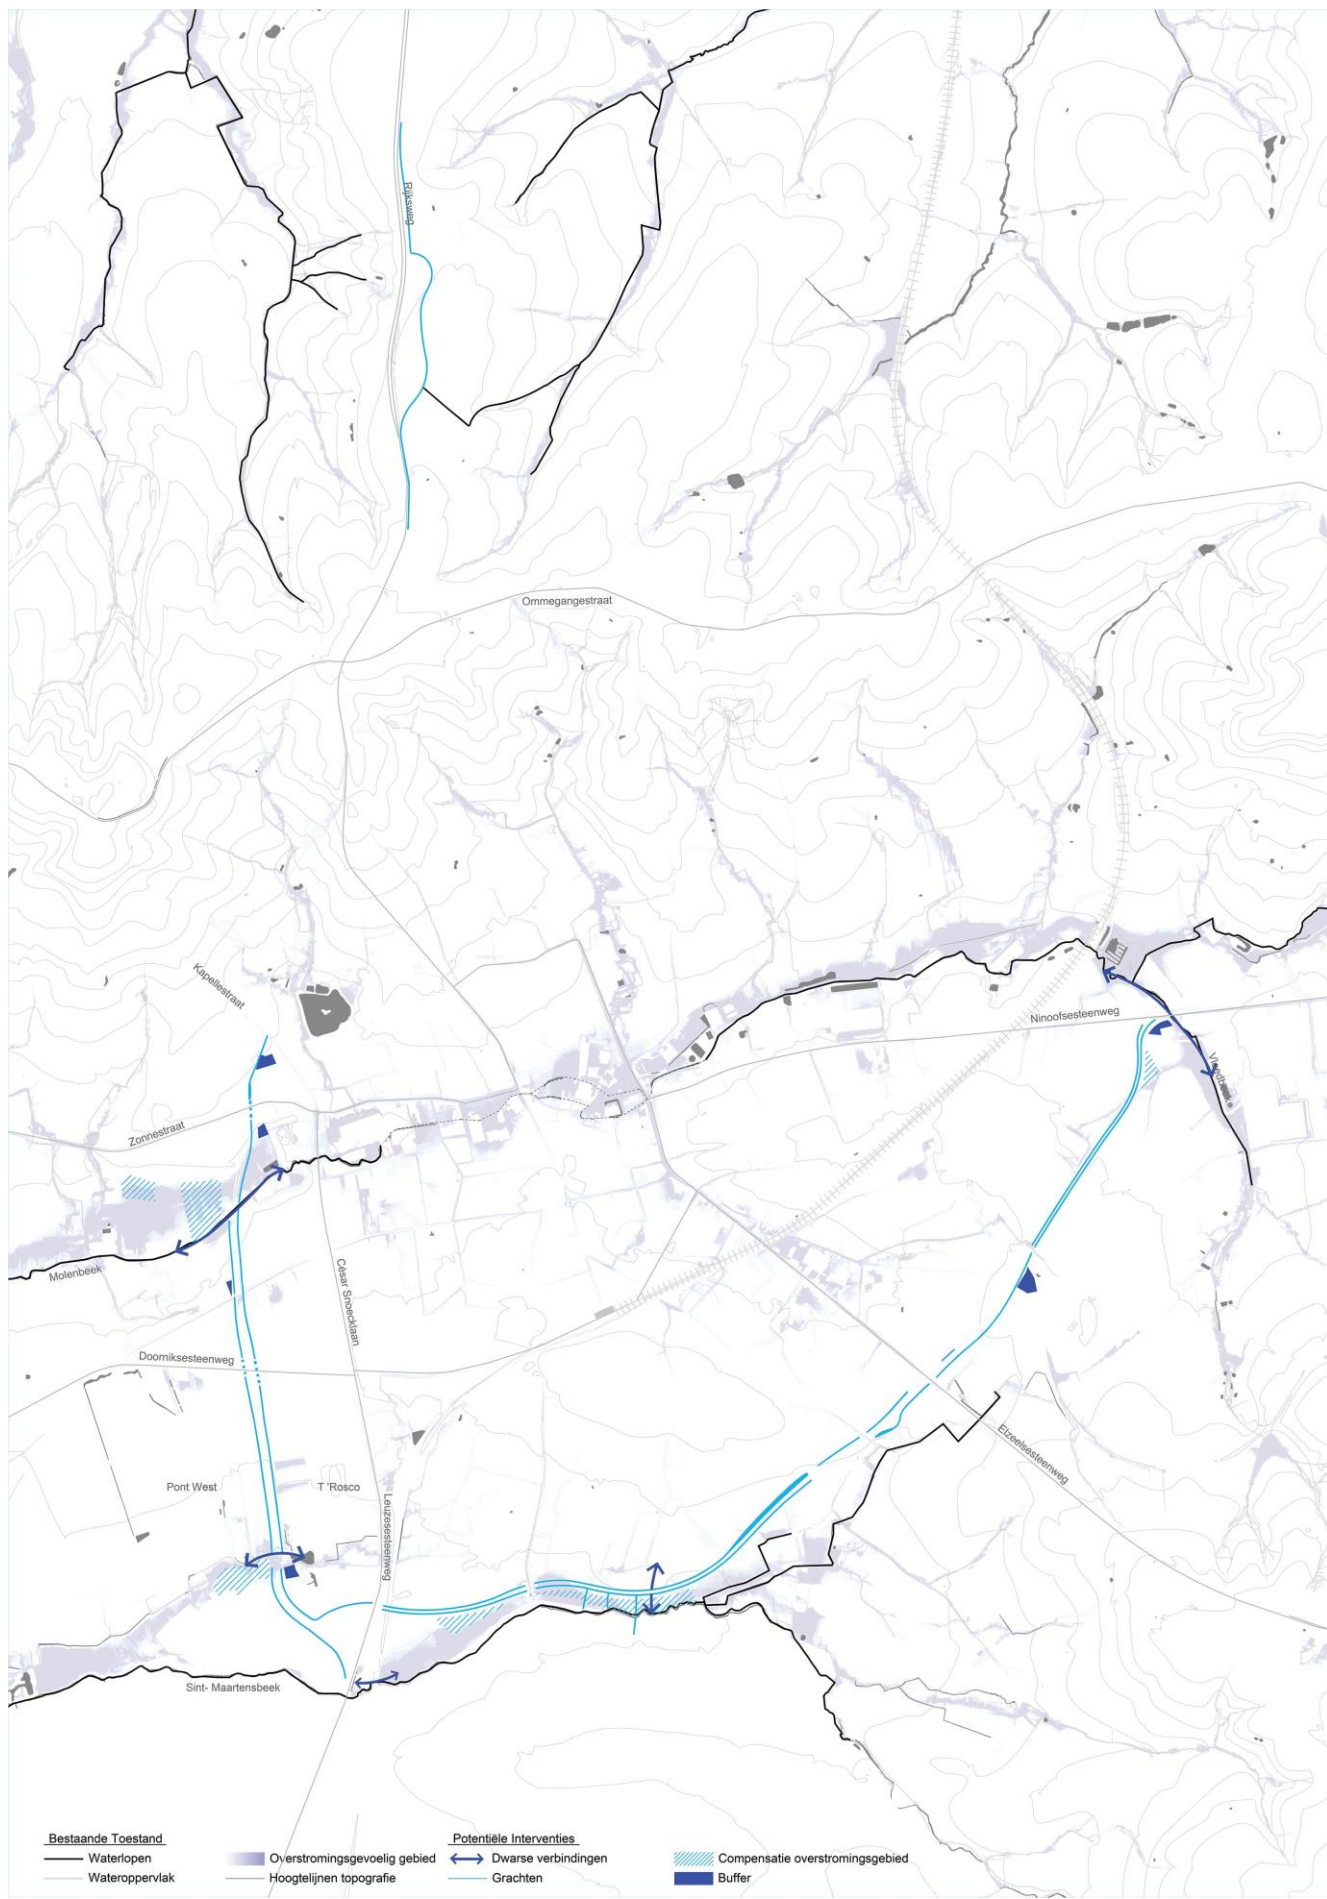 Rijksweg
Ommegangestraat
Kapellestraat
Ninoofsesteenweg
Vloedbeek
Zonnestraat
Molenbeek
César Snoecklaan
Doorniksesteenweg
Elzeelsesteenweg
Pont West
T 'Rosco
Leuzesesteenweg
Sint- Maartensbeek
Bestaande Toestand
Waterlopen
Wateroppervlak
Overstromingsgevoelig gebied
Hoogtelijnen topografie
Potentiële Interventies
Dwarse verbindingen
Grachten
Compensatie overstromingsgebied
Buffer